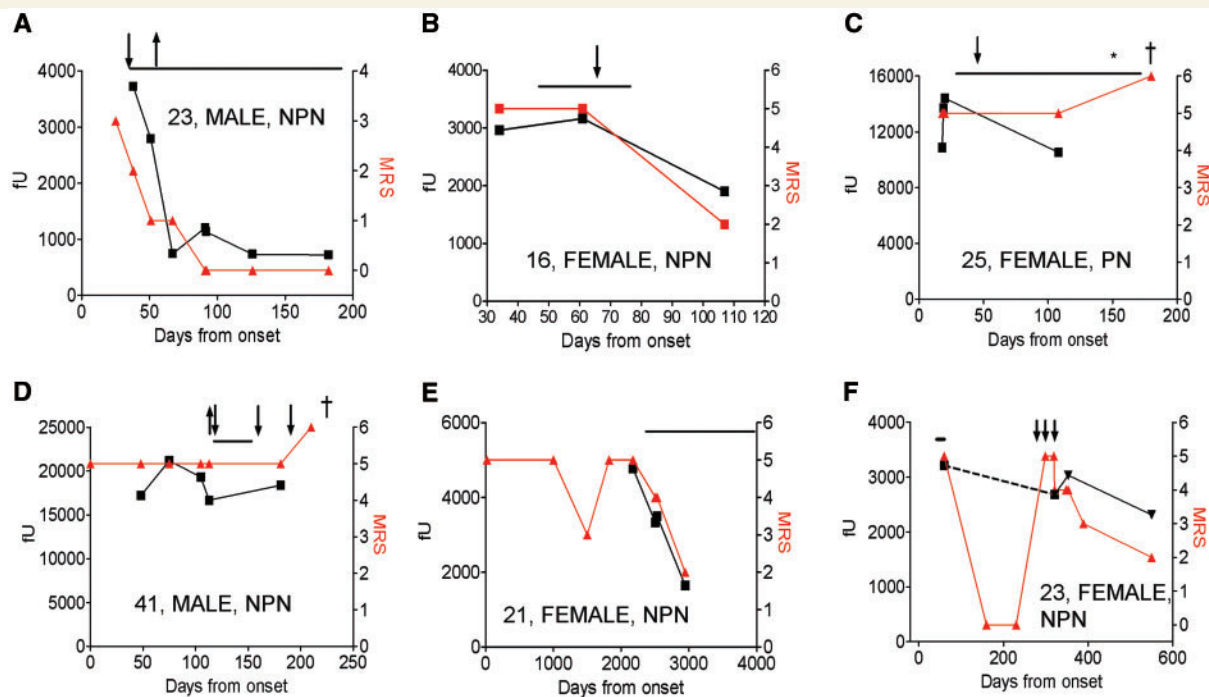 A
4000
3000
2000
1000
0
fU
4
3
2
1
0
MRS
23, MALE, NPN
0 50 100 150 200
Days from onset
B
4000
3000
2000
1000
0
fU
6
5
4
3
2
1
0
MRS
16, FEMALE, NPN
30 40 50 60 70 80 90 100 110 120
Days from onset
C
*
†
16000
12000
8000
4000
0
fU
6
5
4
3
2
1
0
MRS
25, FEMALE, PN
0 50 100 150 200
Days from onset
D
†
25000
20000
15000
10000
5000
0
fU
6
5
4
3
2
1
0
MRS
41, MALE, NPN
0 50 100 150 200 250
Days from onset
E
6000
4000
2000
0
fU
6
5
4
3
2
1
0
MRS
21, FEMALE, NPN
0 1000 2000 3000 4000
Days from onset
F
4000
3000
2000
1000
0
fU
6
5
4
3
2
1
0
MRS
23, FEMALE,
NPN
0 200 400 600
Days from onset